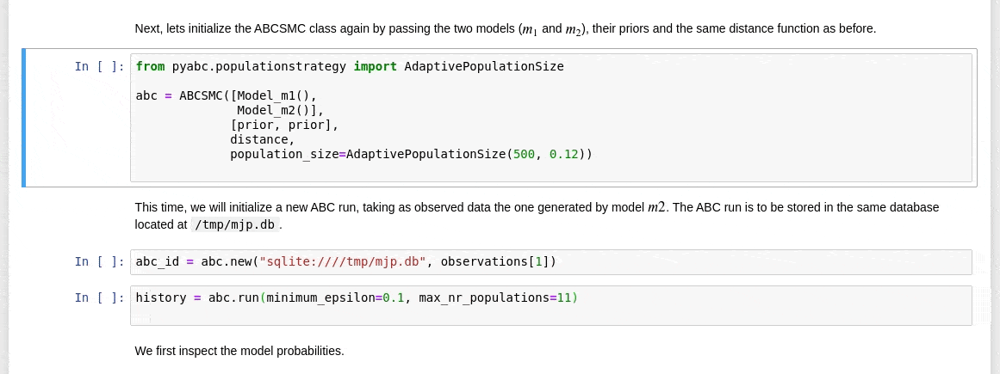 Next, lets initialize the ABCSMC class again by passing the two models (m₁ and m₂), their priors and the same distance function as before.
In [ ]: from pyabc.populationstrategy import AdaptivePopulationSize
abc = ABCSMC([Model_m1(),
Model_m2()],
[prior, prior],
distance,
population_size=AdaptivePopulationSize(500, 0.12))
This time, we will initialize a new ABC run, taking as observed data the one generated by model m2. The ABC run is to be stored in the same database
located at /tmp/mjp.db .
In [ ]: abc_id = abc.new("sqlite:////tmp/mjp.db", observations[1])
In [ ]: history = abc.run(minimum_epsilon=0.1, max_nr_populations=11)
We first inspect the model probabilities.